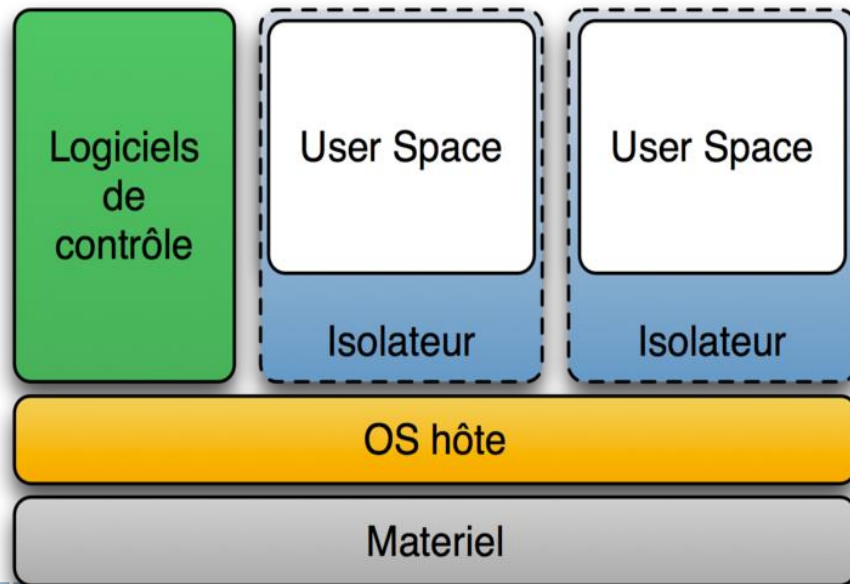 Logiciels
de
contrôle
User Space
Isolateur
User Space
Isolateur
OS hôte
Materiel